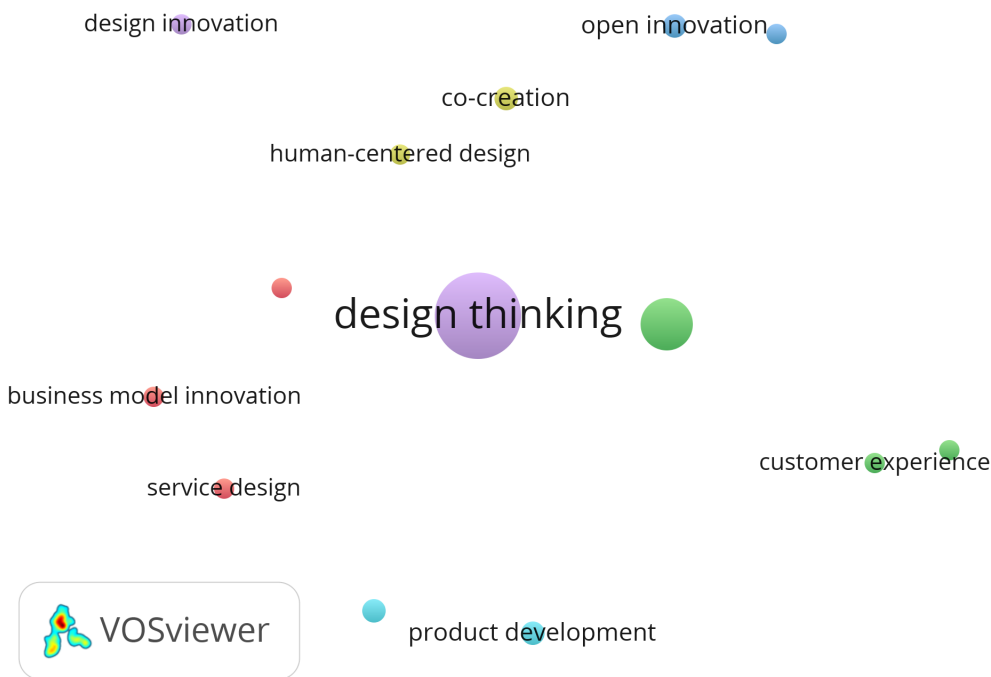 design innovation
open innovation
co-creation
human-centered design
design thinking
business model innovation
customer experience
service design
VOSviewer
product development